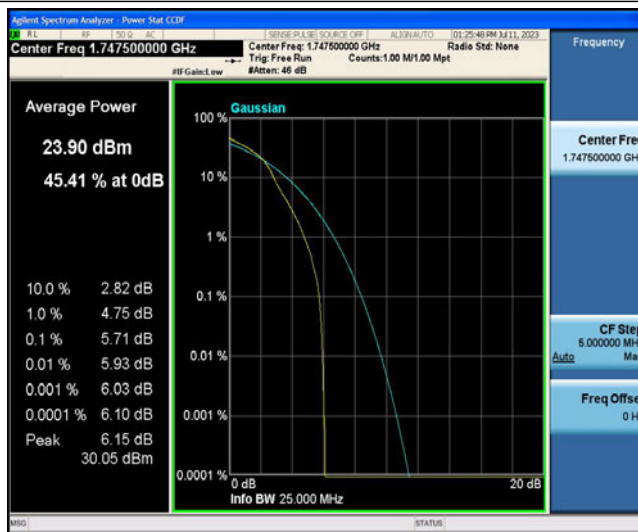 Agilent Spectrum Analyzer - Power Stat CCDF
RL RF 50 Ω AC SENSE:PULSE SOURCE OFF ALIGN AUTO 01:25:48 PM Jul 11, 2023
Center Freq 1.747500000 GHz
Center Freq: 1.747500000 GHz Radio Std: None
Trig: Free Run Counts:1.00 M/1.00 Mpt
#IFGain:Low #Atten: 46 dB
Frequency
Average Power
23.90 dBm
45.41 % at 0dB
10.0 % 2.82 dB
1.0 % 4.75 dB
0.1 % 5.71 dB
0.01 % 5.93 dB
0.001 % 6.03 dB
0.0001 % 6.10 dB
Peak 6.15 dB
30.05 dBm
Gaussian
100 %
10 %
1 %
0.1 %
0.01 %
0.001 %
0.0001 %
0 dB 20 dB
Info BW 25.000 MHz
Center Fre
1.747500000 GH
CF Ste
5.000000 MH
Auto Ma
Freq Offse
0 H
MSG STATUS